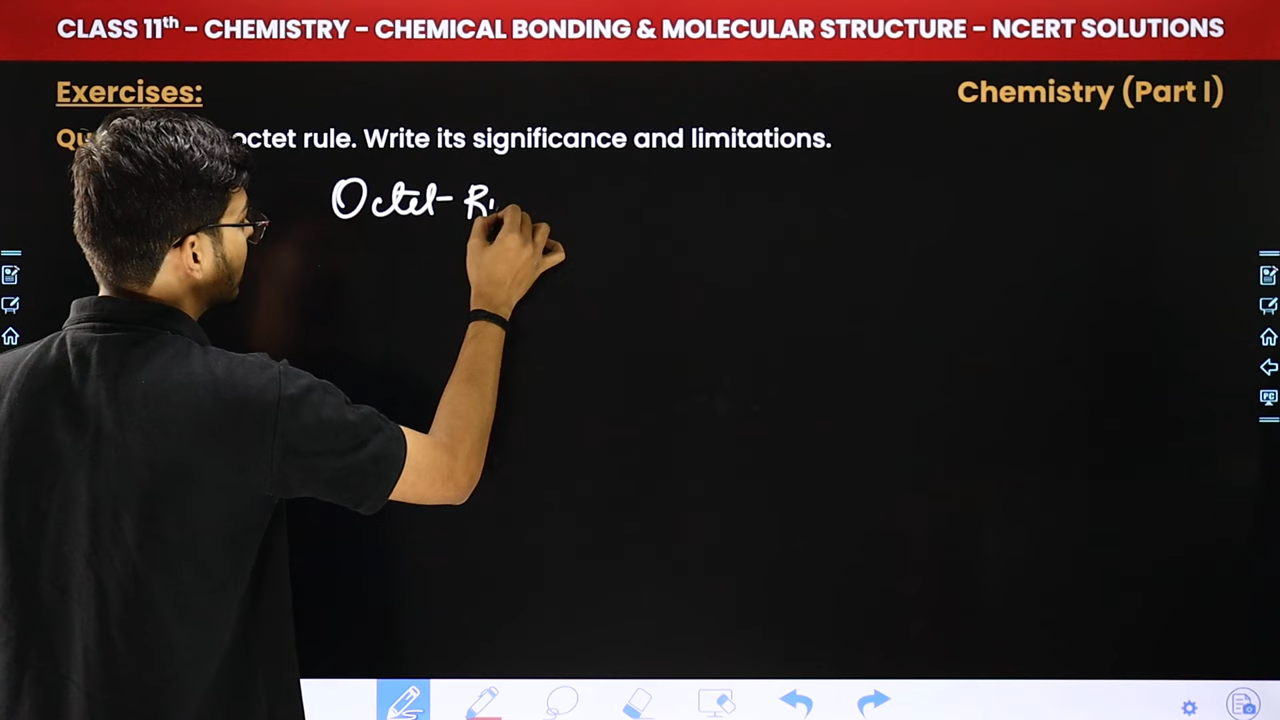 CLASS 11th – CHEMISTRY – CHEMICAL BONDING & MOLECULAR STRUCTURE – NCERT SOLUTIONS
Exercises:
Chemistry (Part I)
octet rule. Write its significance and limitations.
Octet